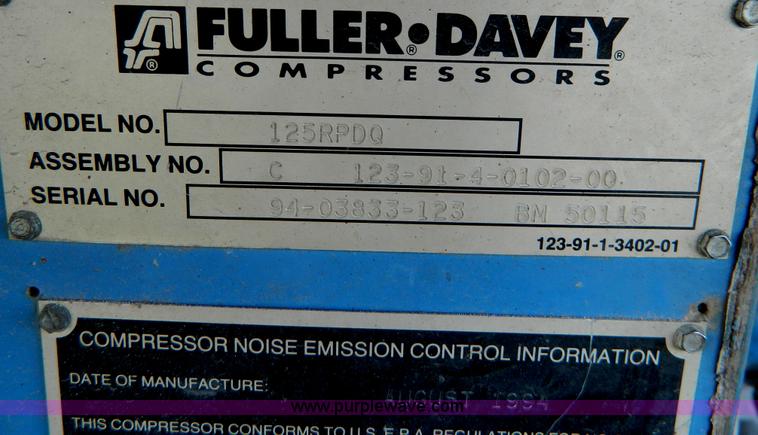 FULLER•DAVEY®
COMPRESSORS
MODEL NO. 125RPDQ
ASSEMBLY NO. C 123-91-4-0102-00
SERIAL NO. 94-03833-123 BM 50115
123-91-1-3402-01
COMPRESSOR NOISE EMISSION CONTROL INFORMATION
DATE OF MANUFACTURE: AUGUST 1994
www.purplewave.com
THIS COMPRESSOR CONFORMS TO U.S. E.P.A. REGULATIONS FOR